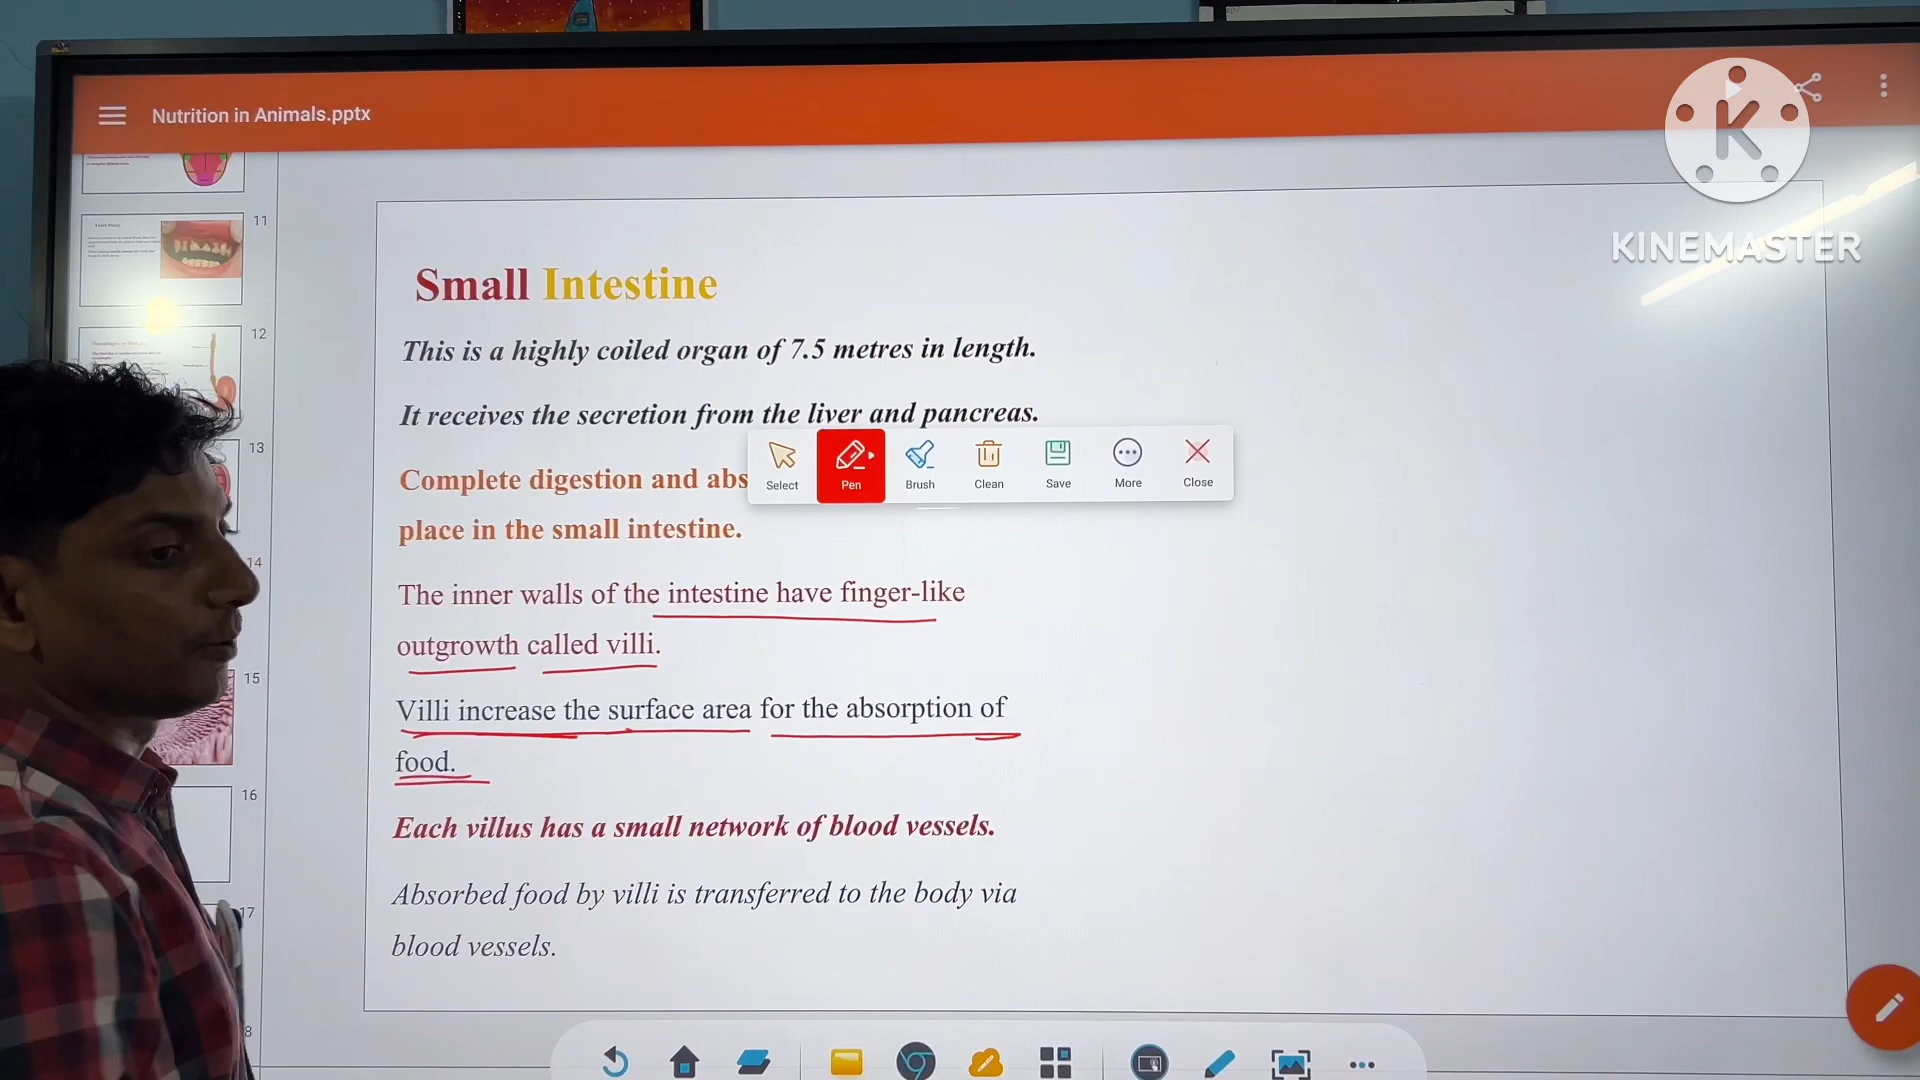 Nutrition in Animals.pptx
K
KINEMASTER
11
12
13
14
15
16
17
8
Small Intestine
This is a highly coiled organ of 7.5 metres in length.
It receives the secretion from the liver and pancreas.
Complete digestion and abs
place in the small intestine.
Select
Pen
Brush
Clean
Save
More
Close
The inner walls of the intestine have finger-like
outgrowth called villi.
Villi increase the surface area for the absorption of
food.
Each villus has a small network of blood vessels.
Absorbed food by villi is transferred to the body via
blood vessels.